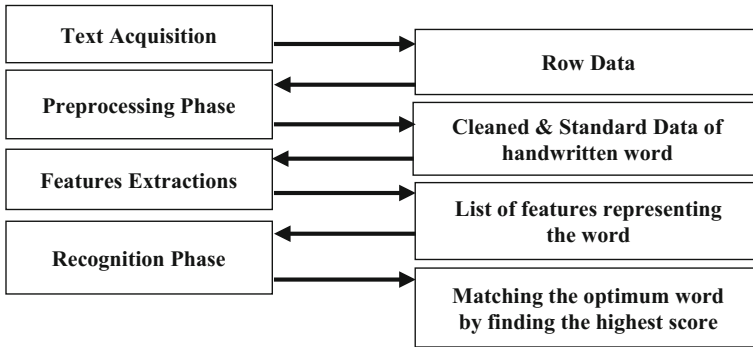 Text Acquisition
Row Data
Preprocessing Phase
Cleaned & Standard Data of
handwritten word
Features Extractions
List of features representing
the word
Recognition Phase
Matching the optimum word
by finding the highest score